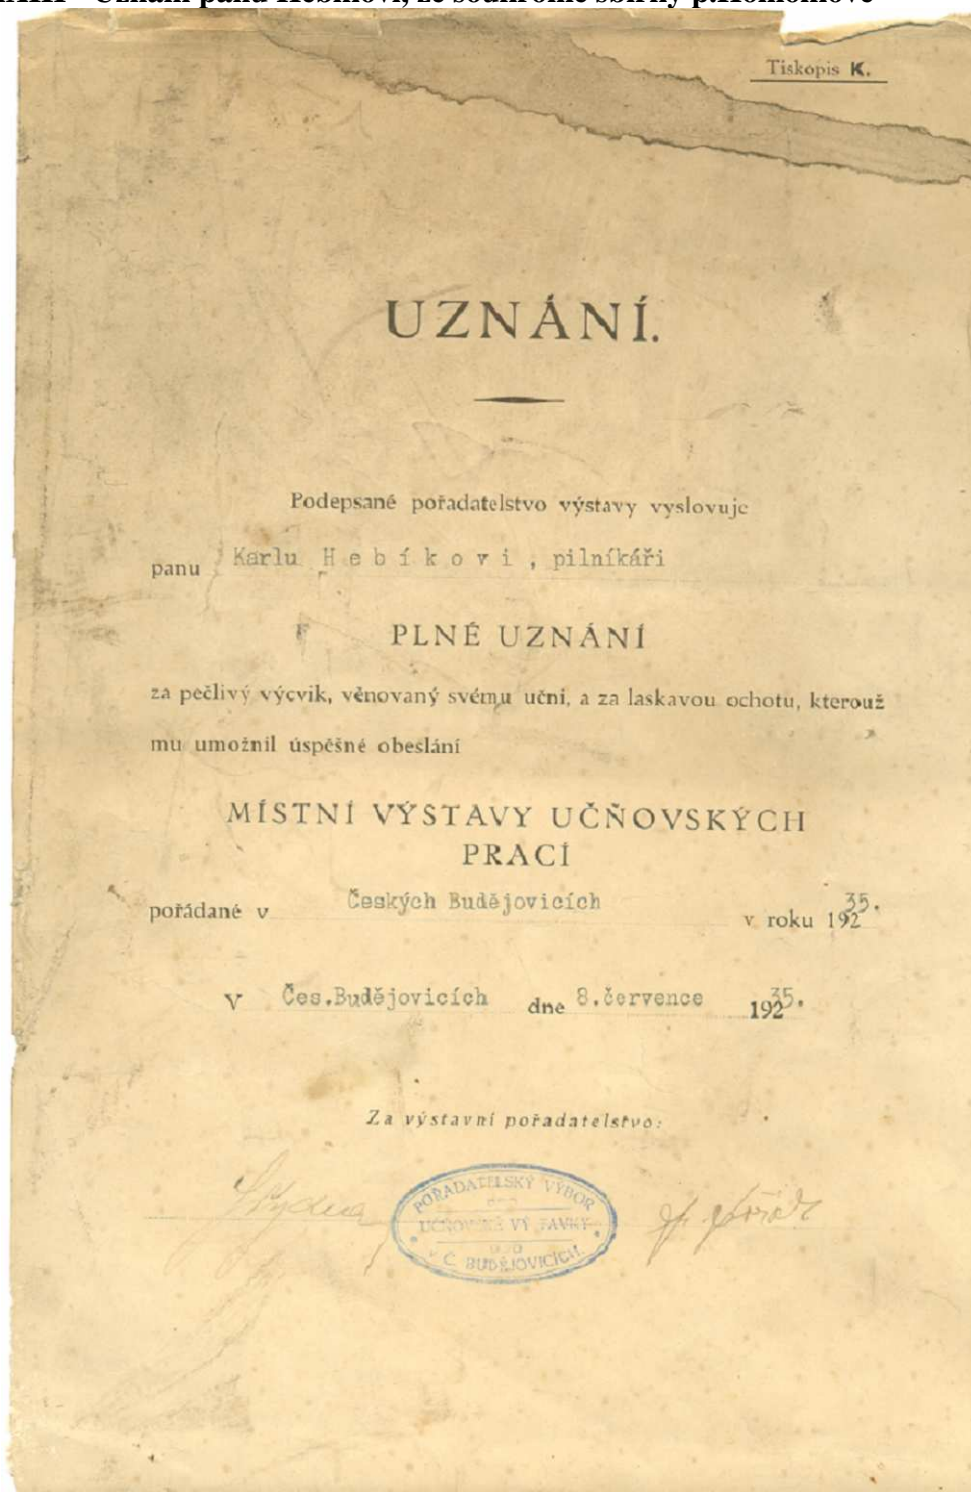 Tiskopis K.
UZNÁNÍ.
Podepsané pořadatelstvo výstavy vyslovuje
panu Karlu Hebíkovi, pilníkáři
PLNÉ UZNÁNÍ
za pečlivý výcvik, věnovaný svému učni, a za laskavou ochotu, kterouž
mu umožnil úspěšné obeslání
MÍSTNÍ VÝSTAVY UČŇOVSKÝCH
PRACÍ
pořádané v Českých Budějovicích v roku 1935.
V Čes.Budějovicích dne 8.července 1935.
Za výstavní pořadatelstvo:
POŘADATELSKÝ VÝBOR
UČŇOVSKÉ VÝSTAVKY
v Č. BUDĚJOVICÍCH.